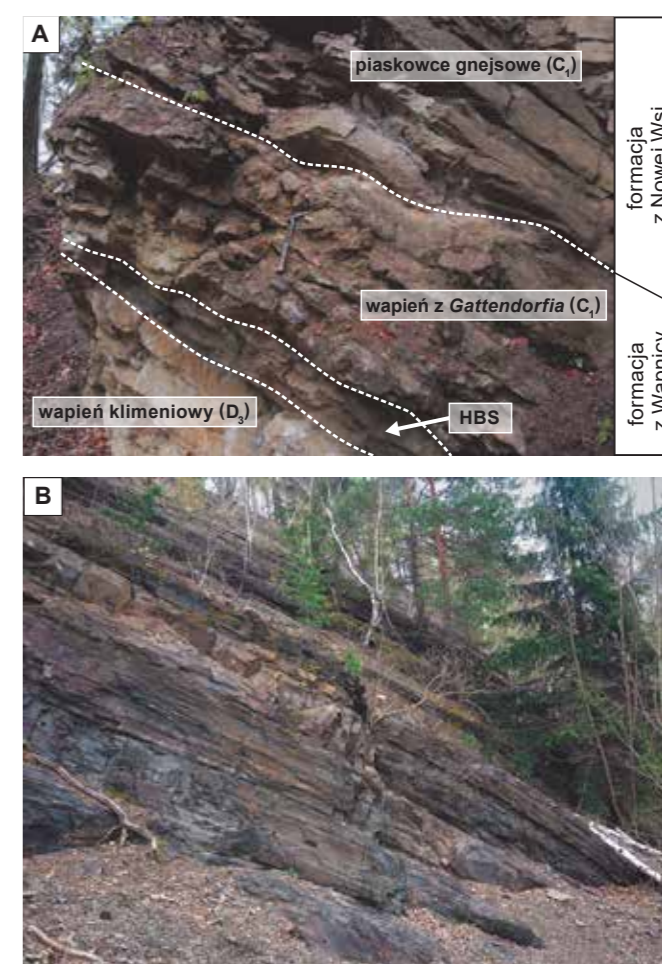 A
piaskowce gnejsowe (C₁)
formacja
z Nowej Wsi
wapień z Gattendorfia (C₁)
formacja
z Wapnicy
wapień klimeniowy (D₃)
HBS
B